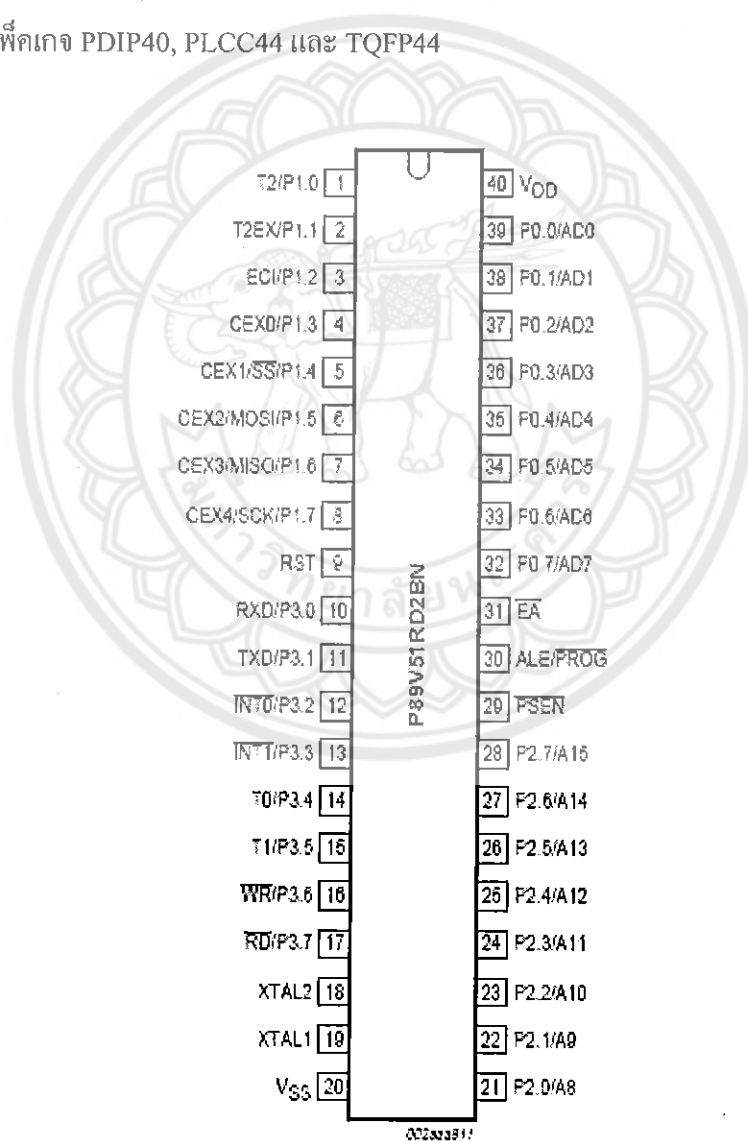 พ็คเกจ PDIP40, PLCC44 และ TQFP44
T2/P1.0 1 40 VDD
T2EX/P1.1 2 39 P0.0/AD0
ECI/P1.2 3 38 P0.1/AD1
CEX0/P1.3 4 37 P0.2/AD2
CEX1/S̅S̅/P1.4 5 36 P0.3/AD3
CEX2/MOSI/P1.5 6 35 P0.4/AD4
CEX3/MISO/P1.6 7 34 P0.5/AD5
CEX4/SCK/P1.7 8 33 P0.6/AD6
RST 9 32 P0.7/AD7
RXD/P3.0 10 31 E̅A̅
TXD/P3.1 11 30 ALE/P̅R̅O̅G̅
I̅N̅T̅0̅/P3.2 12 29 P̅S̅E̅N̅
I̅N̅T̅1̅/P3.3 13 28 P2.7/A15
T0/P3.4 14 27 P2.6/A14
T1/P3.5 15 26 P2.5/A13
W̅R̅/P3.6 16 25 P2.4/A12
R̅D̅/P3.7 17 24 P2.3/A11
XTAL2 18 23 P2.2/A10
XTAL1 19 22 P2.1/A9
VSS 20 21 P2.0/A8
P89V51RD2BN